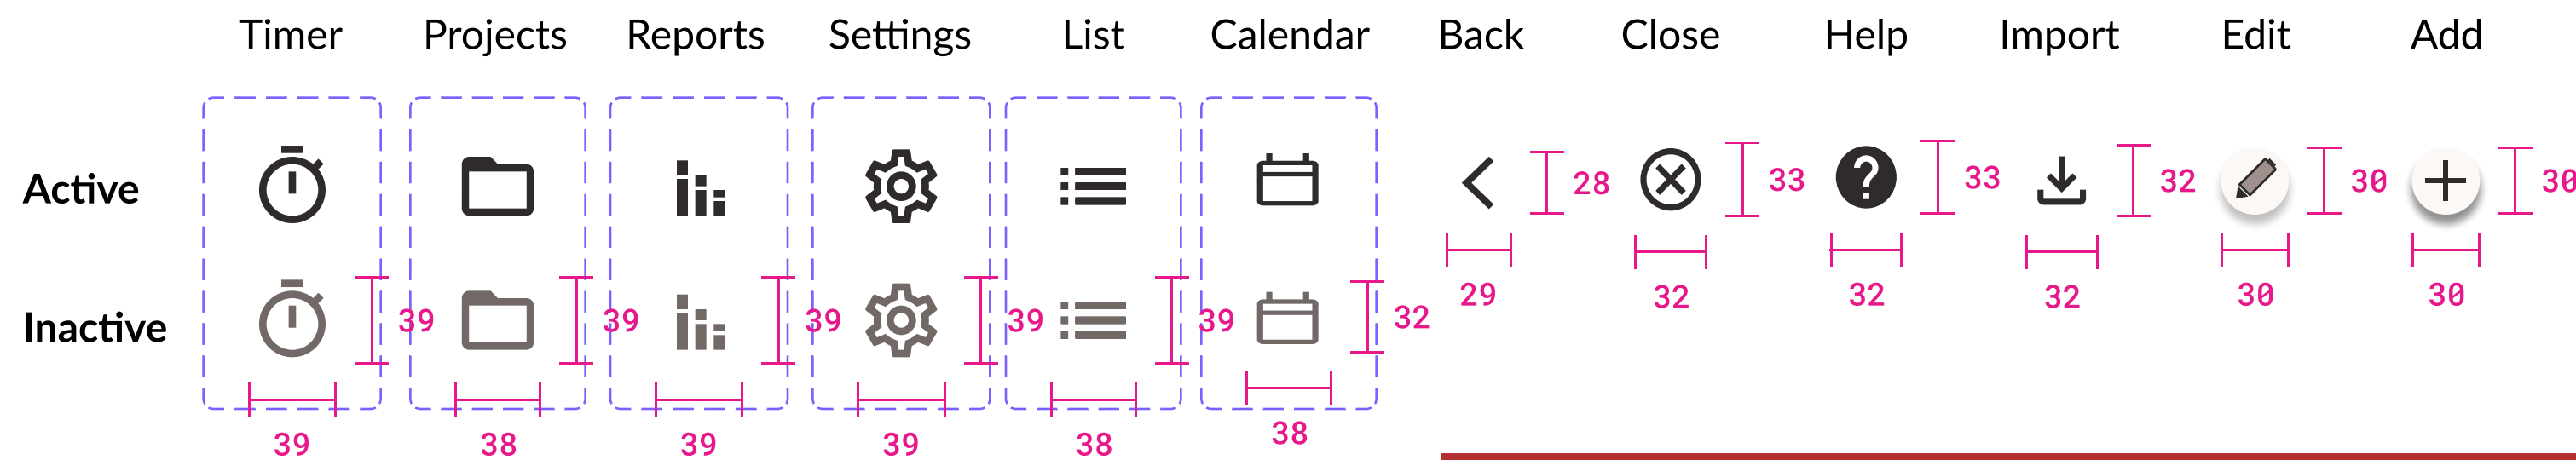 Timer Projects Reports Settings List Calendar Back Close Help Import Edit Add
Active
28 33 33 32 30 30
29 32 32 32 30 30
Inactive
39 39 39 39 39 32
39 38 39 39 38 38